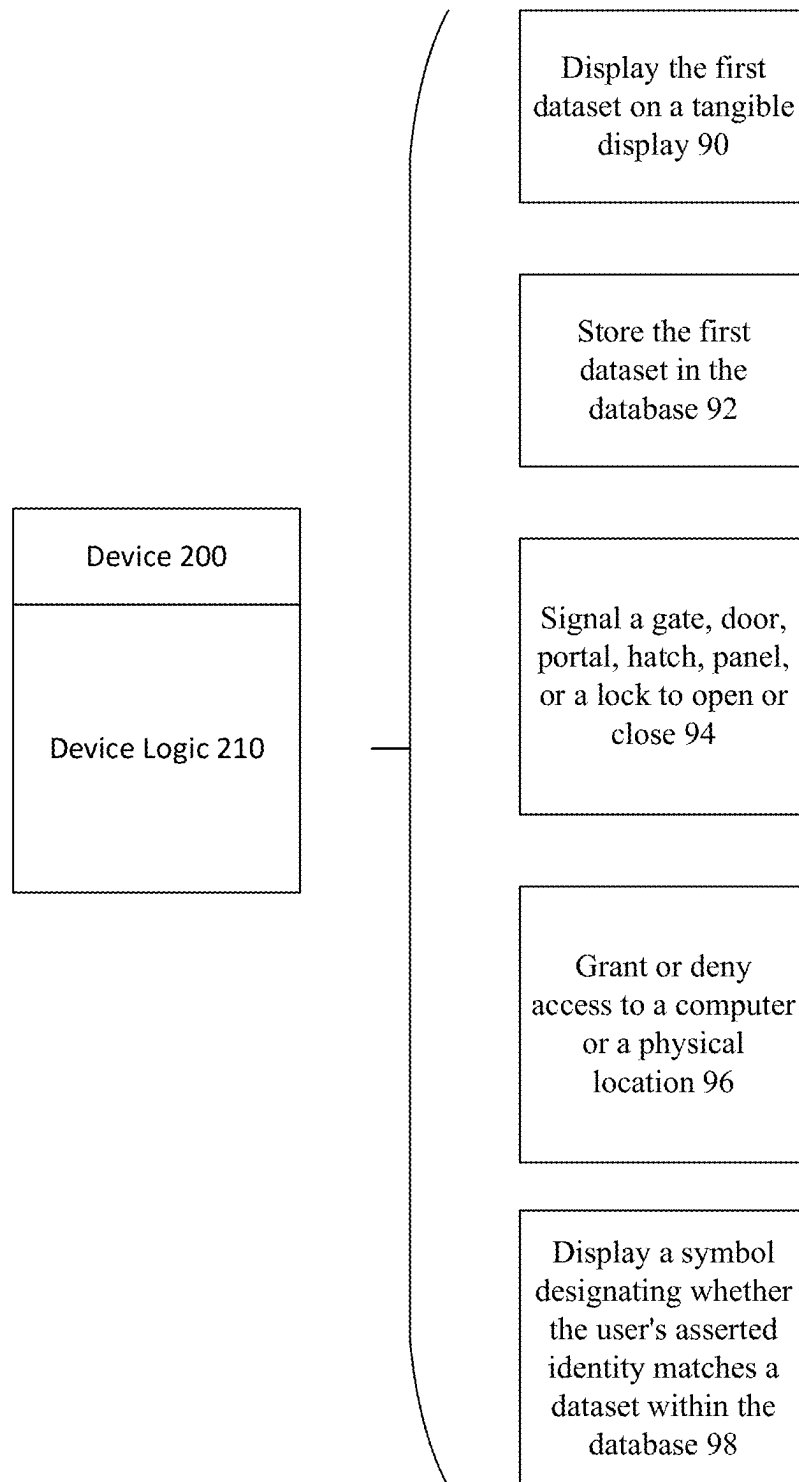 Device 200
Device Logic 210
Display the first
dataset on a tangible
display 90
Store the first
dataset in the
database 92
Signal a gate, door,
portal, hatch, panel,
or a lock to open or
close 94
Grant or deny
access to a computer
or a physical
location 96
Display a symbol
designating whether
the user's asserted
identity matches a
dataset within the
database 98